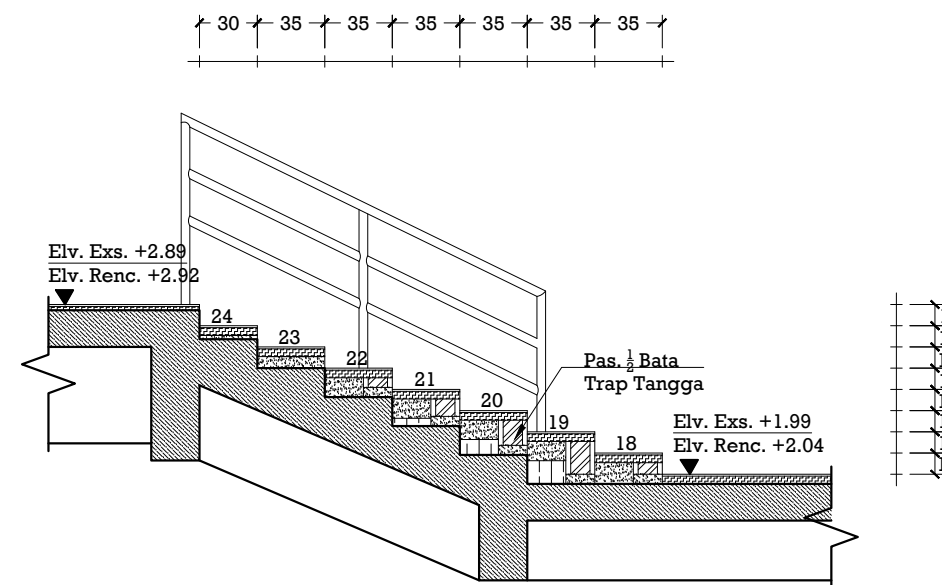 30 35 35 35 35 35 35
Elv. Exs. +2.89
Elv. Renc. +2.92
24
23
22
21
20
19
18
Pas. ½ Bata
Trap Tangga
Elv. Exs. +1.99
Elv. Renc. +2.04